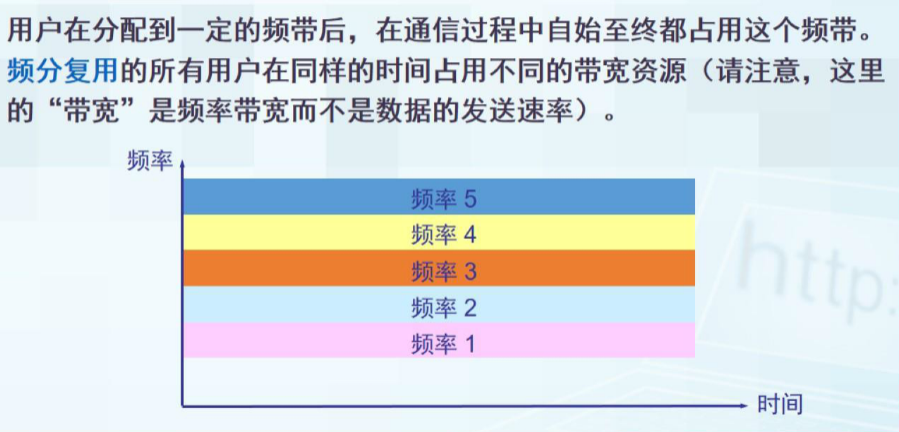 用户在分配到一定的频带后，在通信过程中自始至终都占用这个频带。
频分复用的所有用户在同样的时间占用不同的带宽资源（请注意，这里
的“带宽”是频率带宽而不是数据的发送速率）。
频率
频率 5
频率 4
频率 3
频率 2
频率 1
时间
http: